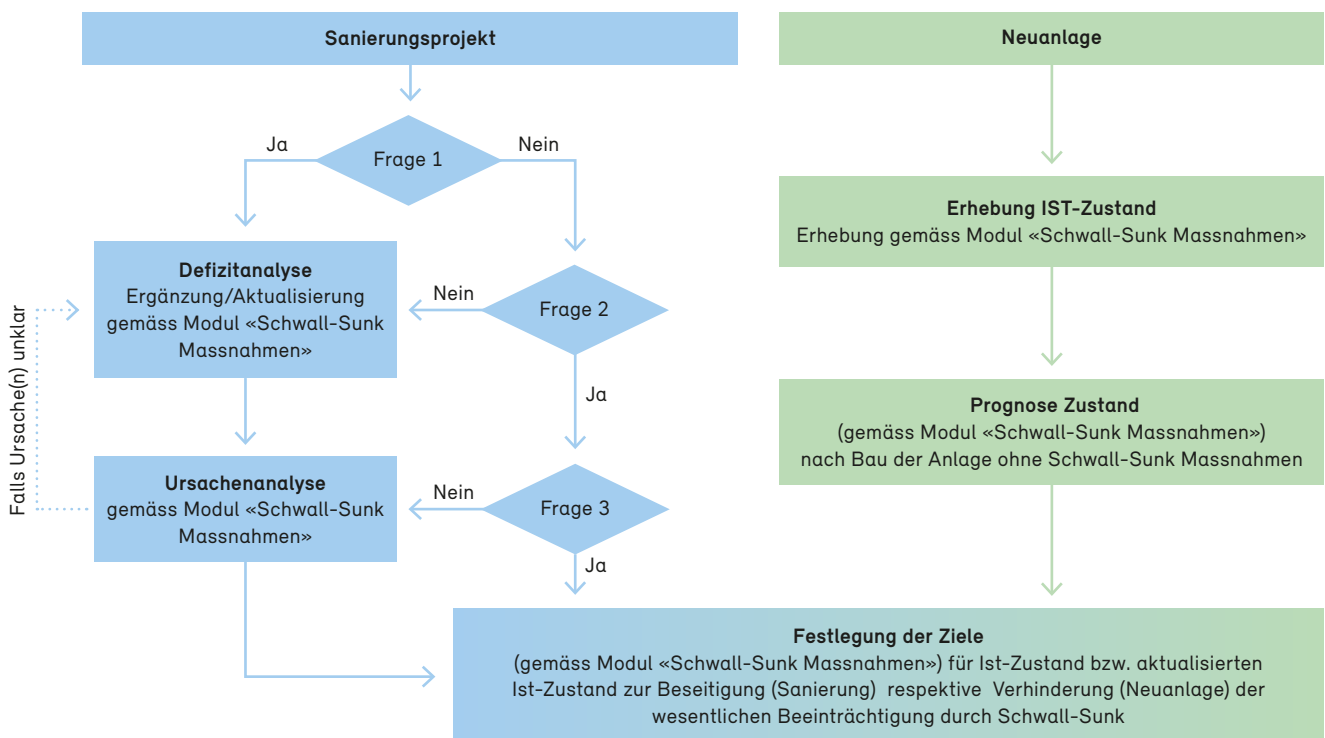 Sanierungsprojekt
Ja
Frage 1
Nein
Defizitanalyse
Ergänzung/Aktualisierung
gemäss Modul «Schwall-Sunk
Massnahmen»
Nein
Frage 2
Ja
Falls Ursache(n) unklar
Ursachenanalyse
gemäss Modul «Schwall-Sunk
Massnahmen»
Nein
Frage 3
Ja
Neuanlage
Erhebung IST-Zustand
Erhebung gemäss Modul «Schwall-Sunk Massnahmen»
Prognose Zustand
(gemäss Modul «Schwall-Sunk Massnahmen»)
nach Bau der Anlage ohne Schwall-Sunk Massnahmen
Festlegung der Ziele
(gemäss Modul «Schwall-Sunk Massnahmen») für Ist-Zustand bzw. aktualisierten
Ist-Zustand zur Beseitigung (Sanierung) respektive Verhinderung (Neuanlage) der
wesentlichen Beeinträchtigung durch Schwall-Sunk